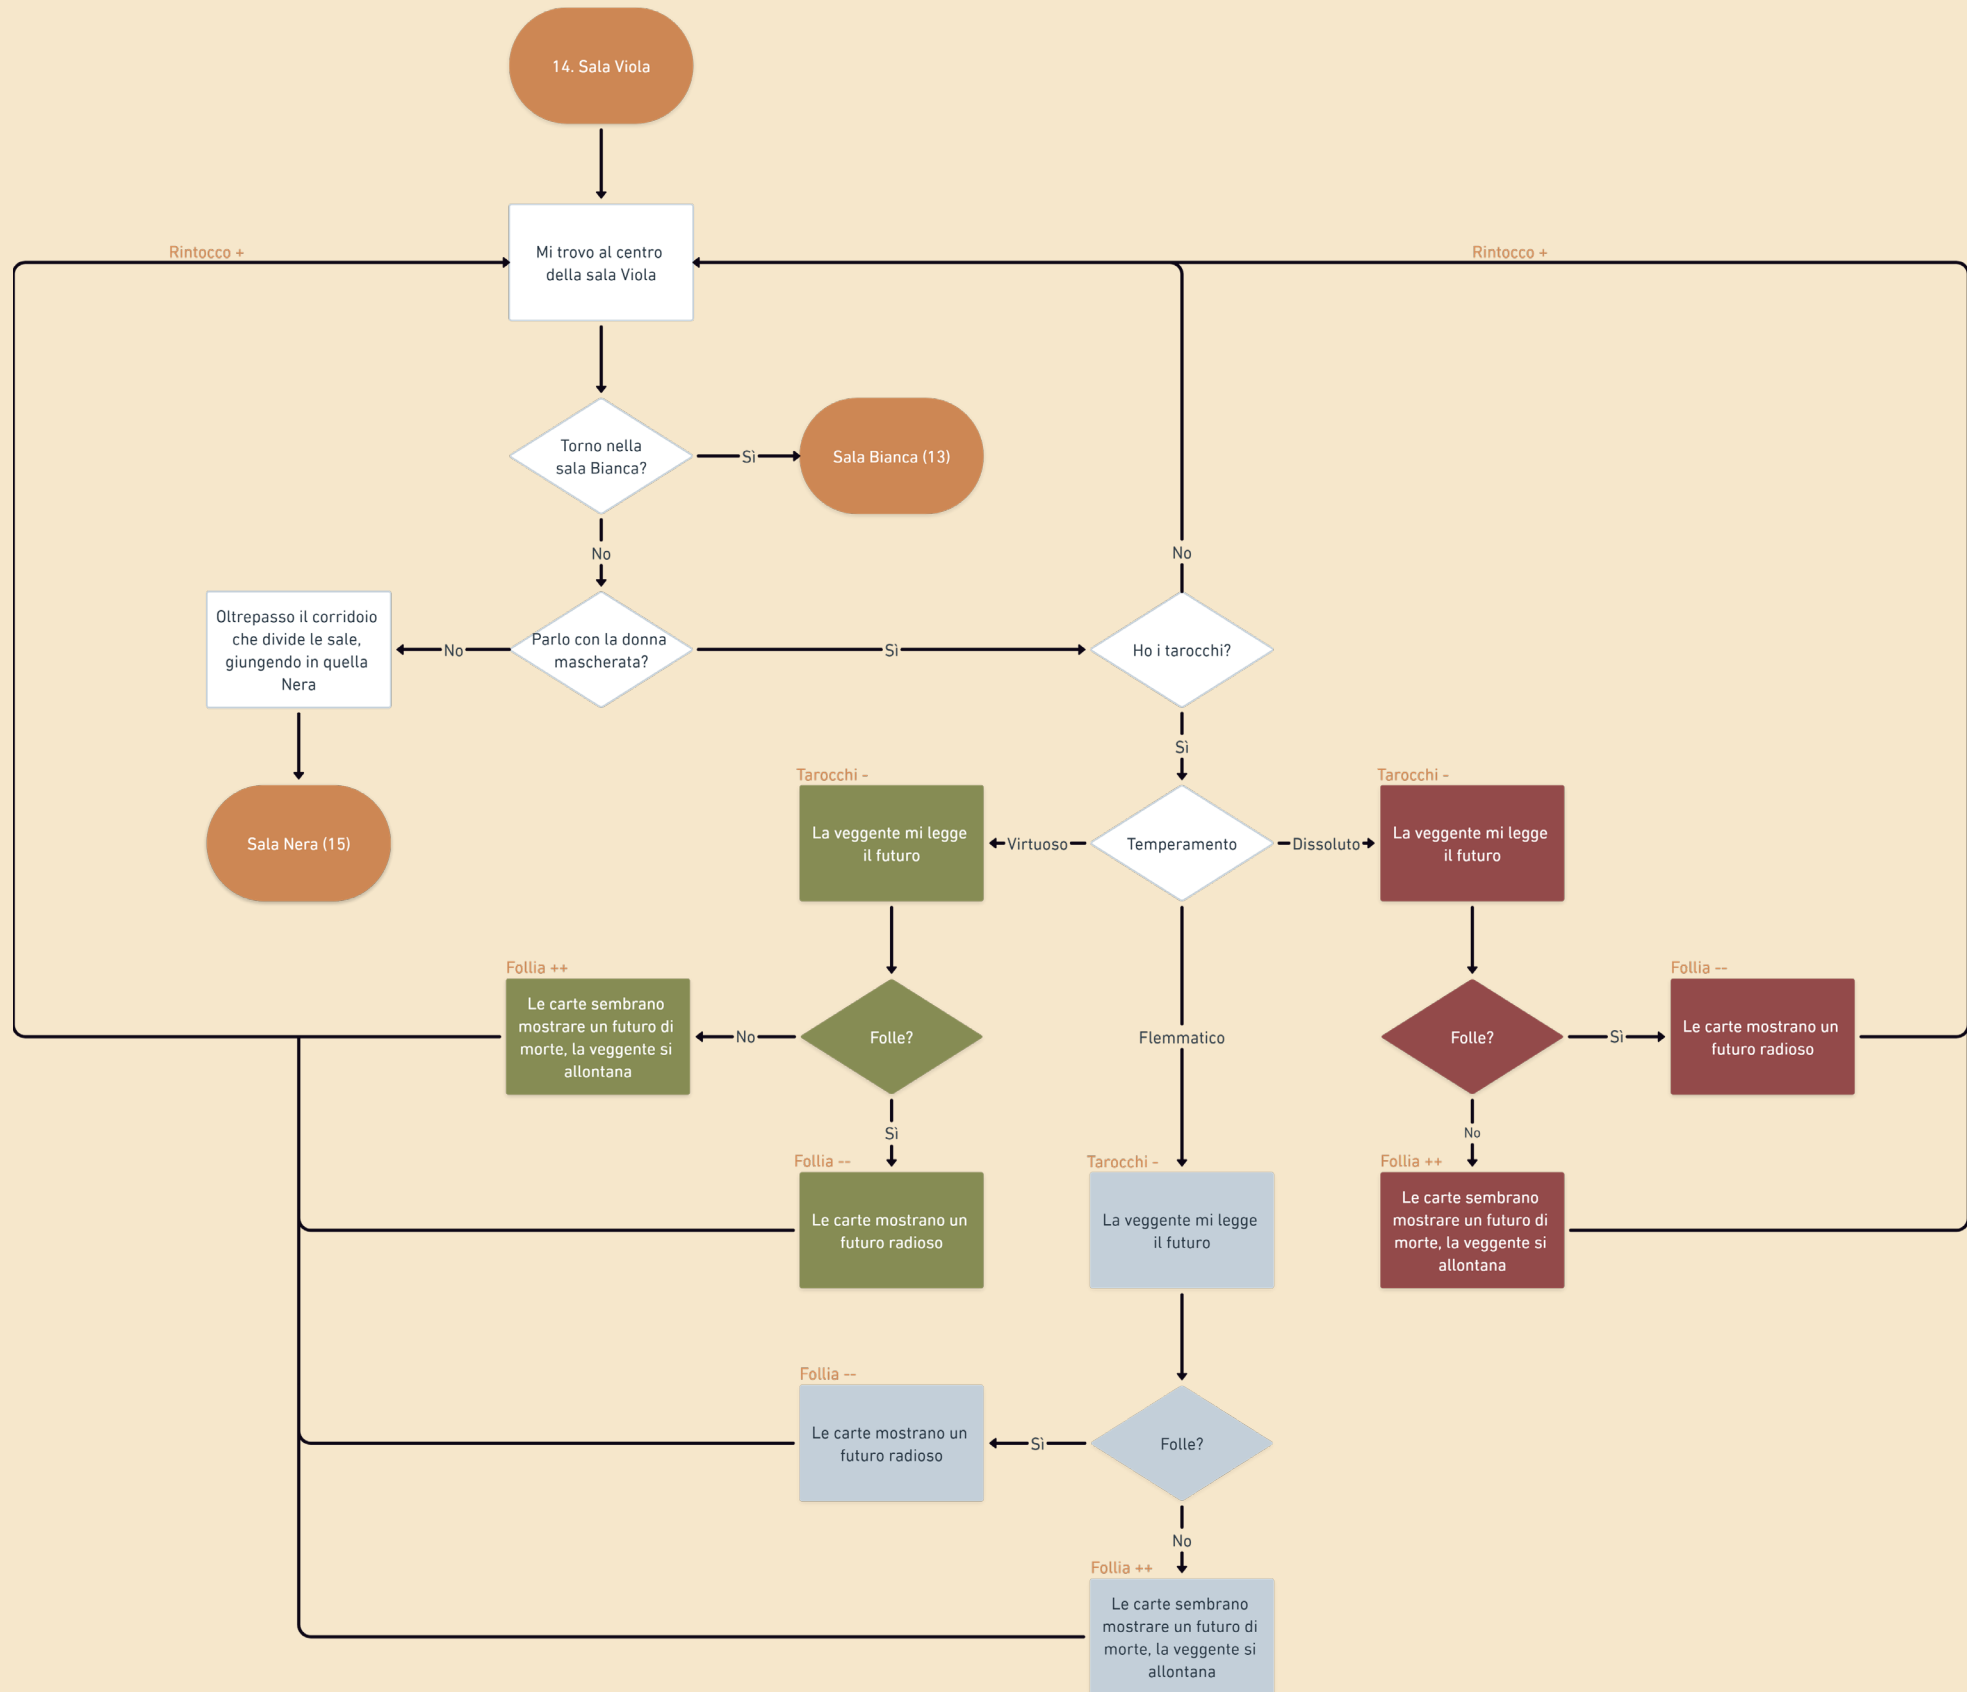 14. Sala Viola
Rintocco +
Mi trovo al centro
della sala Viola
Rintocco +
Torno nella
sala Bianca?
Sì
Sala Bianca (13)
No
No
Oltrepasso il corridoio
che divide le sale,
giungendo in quella
Nera
No
Parlo con la donna
mascherata?
Sì
Ho i tarocchi?
Sì
Tarocchi -
Tarocchi -
Sala Nera (15)
La veggente mi legge
il futuro
Virtuoso
Temperamento
Dissoluto
La veggente mi legge
il futuro
Follia ++
Follia --
Le carte sembrano
mostrare un futuro di
morte, la veggente si
allontana
No
Folle?
Flemmatico
Folle?
Sì
Le carte mostrano un
futuro radioso
Sì
No
Follia --
Tarocchi -
Follia ++
Le carte mostrano un
futuro radioso
La veggente mi legge
il futuro
Le carte sembrano
mostrare un futuro di
morte, la veggente si
allontana
Follia --
Le carte mostrano un
futuro radioso
Sì
Folle?
No
Follia ++
Le carte sembrano
mostrare un futuro di
morte, la veggente si
allontana